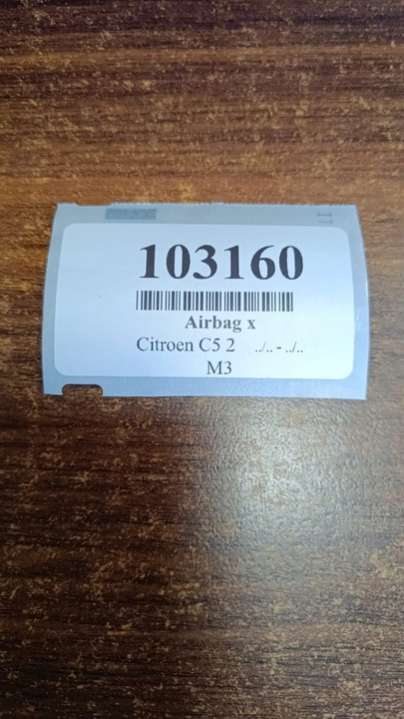 103160
Airbag x
Citroen C5 2 ../.. - ../..
M3